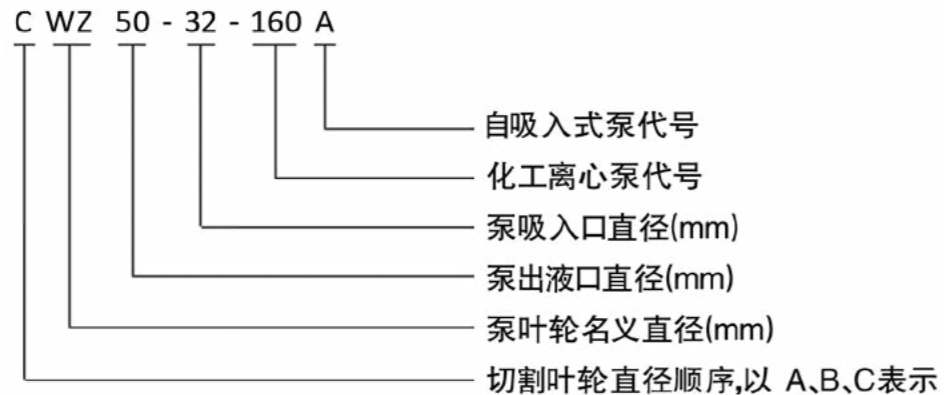 C WZ 50 - 32 - 160 A
自吸入式泵代号
化工离心泵代号
泵吸入口直径(mm)
泵出液口直径(mm)
泵叶轮名义直径(mm)
切割叶轮直径顺序,以 A、B、C表示